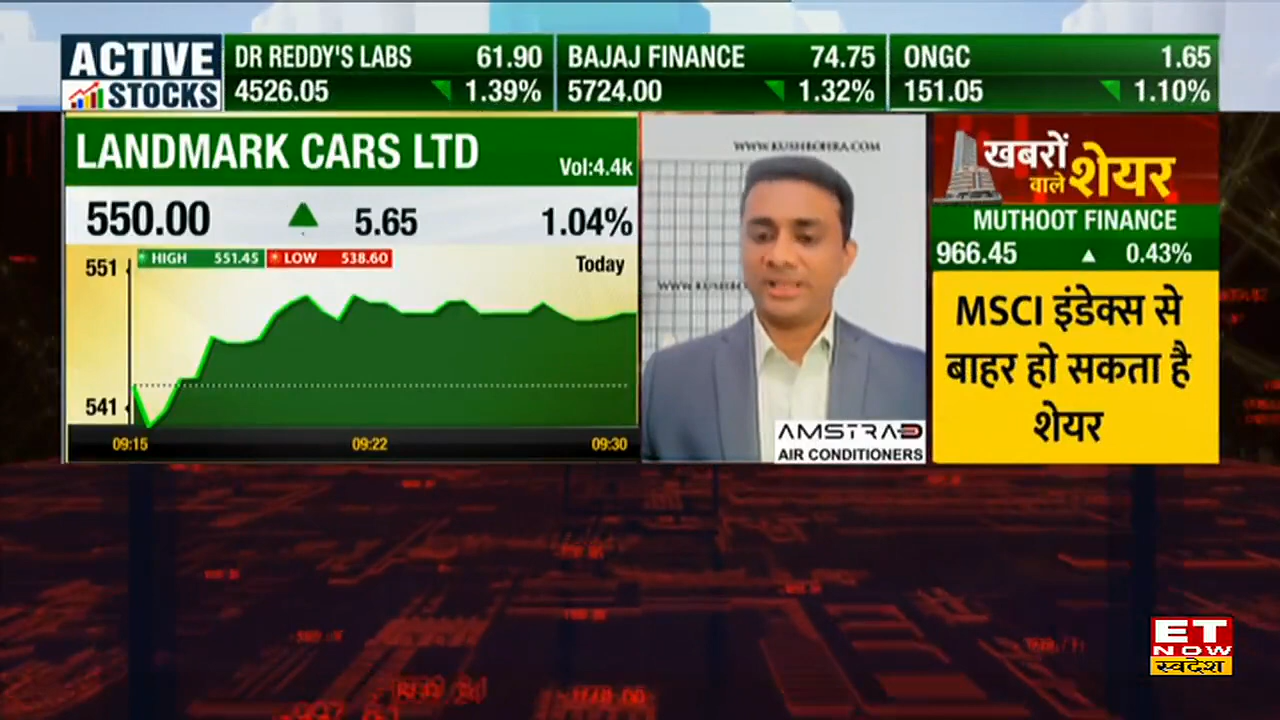 ACTIVE
STOCKS
DR REDDY'S LABS 61.90
4526.05 1.39%
BAJAJ FINANCE 74.75
5724.00 1.32%
ONGC 1.65
151.05 1.10%
LANDMARK CARS LTD Vol:4.4k
550.00 5.65 1.04%
HIGH 551.45 LOW 538.60 Today
551
541
09:15 09:22 09:30
WWW.KUSHBOHRA.COM
AMSTRAD
AIR CONDITIONERS
खबरों
वाले शेयर
MUTHOOT FINANCE
966.45 0.43%
MSCI इंडेक्स से
बाहर हो सकता है
शेयर
ET
NOW
स्वदेश